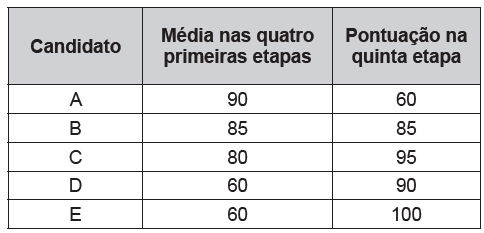 Candidato Média nas quatro primeiras etapas Pontuação na quinta etapa
A 90 60
B 85 85
C 80 95
D 60 90
E 60 100